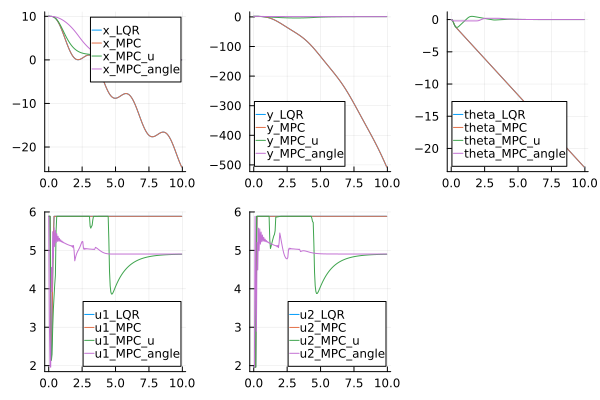 10
0
−10
−20
0.0 2.5 5.0 7.5 10.0
x_LQR
x_MPC
x_MPC_u
x_MPC_angle
0
−100
−200
−300
−400
−500
0.0 2.5 5.0 7.5 10.0
y_LQR
y_MPC
y_MPC_u
y_MPC_angle
0
−5
−10
−15
−20
0.0 2.5 5.0 7.5 10.0
theta_LQR
theta_MPC
theta_MPC_u
theta_MPC_angle
6
5
4
3
2
0.0 2.5 5.0 7.5 10.0
u1_LQR
u1_MPC
u1_MPC_u
u1_MPC_angle
6
5
4
3
2
0.0 2.5 5.0 7.5 10.0
u2_LQR
u2_MPC
u2_MPC_u
u2_MPC_angle